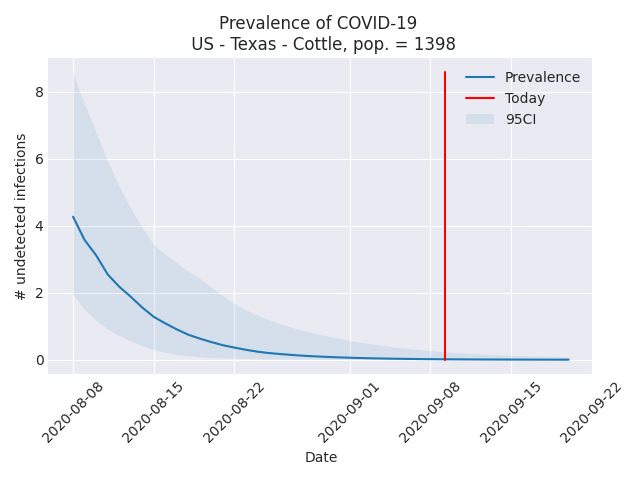 Prevalence of COVID-19
US - Texas - Cottle, pop. = 1398
Prevalence
Today
95CI
# undetected infections
8
6
4
2
0
2020-08-08
2020-08-15
2020-08-22
2020-09-01
2020-09-08
2020-09-15
2020-09-22
Date